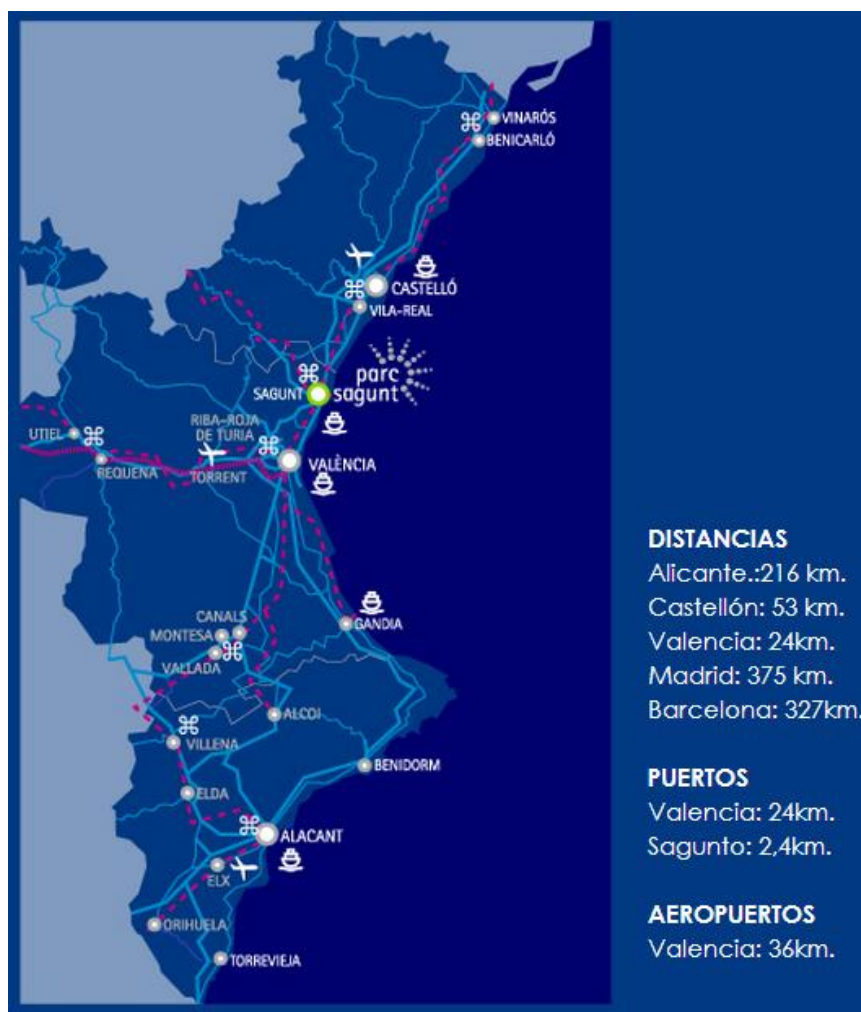 VINARÓS
BENICARLÓ
CASTELLÓ
VILA-REAL
parc
sagunt
SAGUNT
RIBA-ROJA
DE TURIA
UTIEL
VALÈNCIA
REQUENA
TORRENT
CANALS
GANDIA
MONTESA
VALLADA
ALCOI
VILLENA
BENIDORM
ELDA
ALACANT
ELX
ORIHUELA
TORREVIEJA
DISTANCIAS
Alicante.:216 km.
Castellón: 53 km.
Valencia: 24km.
Madrid: 375 km.
Barcelona: 327km.
PUERTOS
Valencia: 24km.
Sagunto: 2,4km.
AEROPUERTOS
Valencia: 36km.